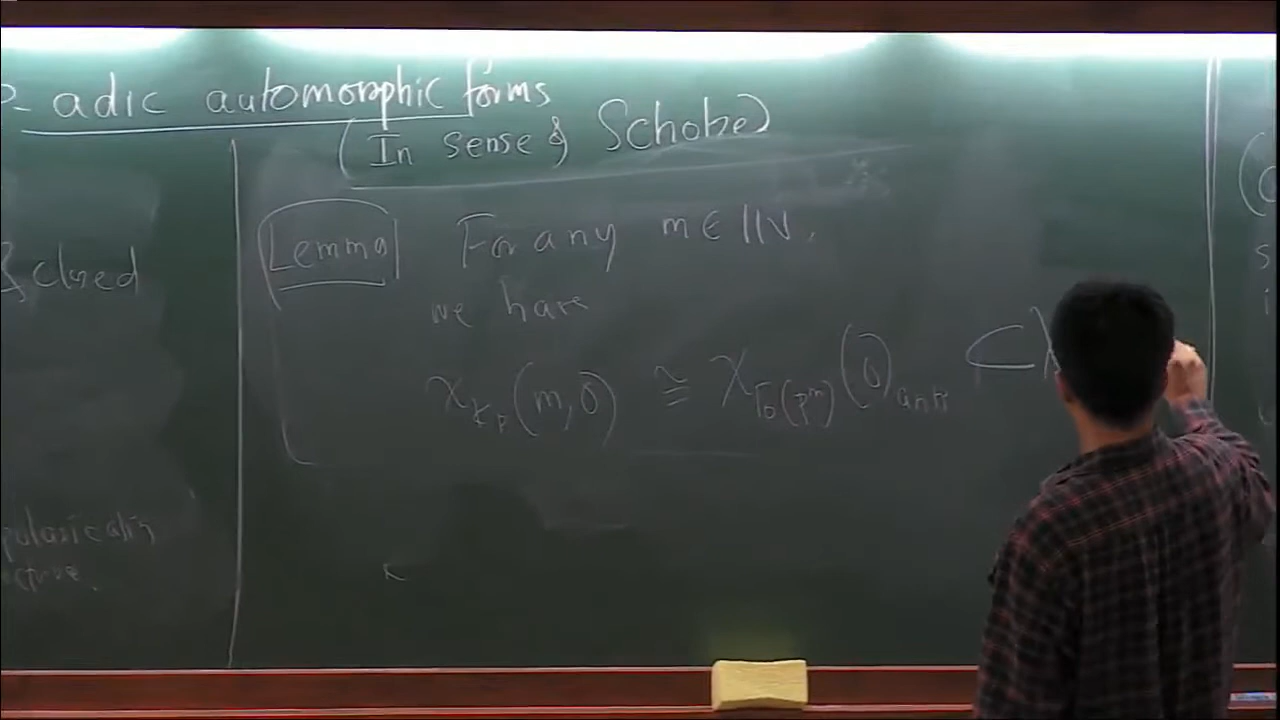 P-adic automorphic forms
(In sense of Scholze)
& closed
Lemma For any m ∈ ℕ,
we have
X_{K_p}(m,0) ≅ X_{Γ_0(p^m)}(0)_{anti} ⊂ X